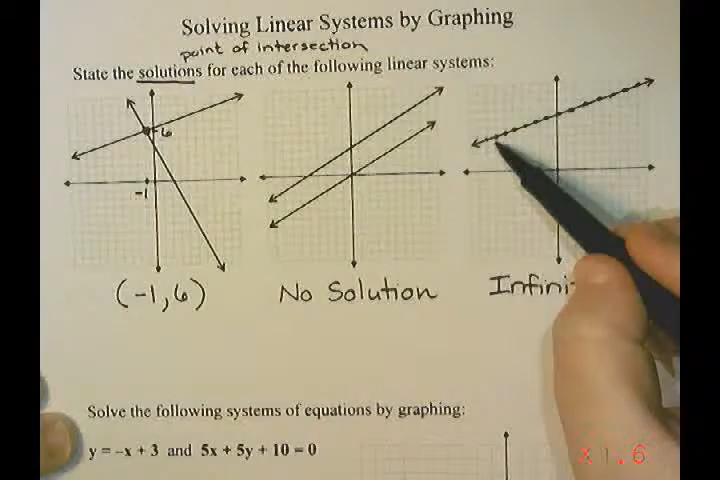 Solving Linear Systems by Graphing
point of intersection
State the solutions for each of the following linear systems:
6
-1
(-1, 6)
No Solution
Infini
Solve the following systems of equations by graphing:
y = –x + 3 and 5x + 5y + 10 = 0
x1.6